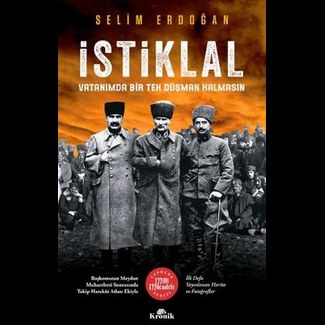 SELİM ERDOĞAN
İSTİKLAL
VATANIMDA BİR TEK DÜŞMAN KALMASIN
Başkomutan Meydan
Muharebesi Sonrasında
Takip Harekât Atlası Ekiyle
İlk Defa
Yayınlanan Harita
ve Fotoğraflar
Kronik